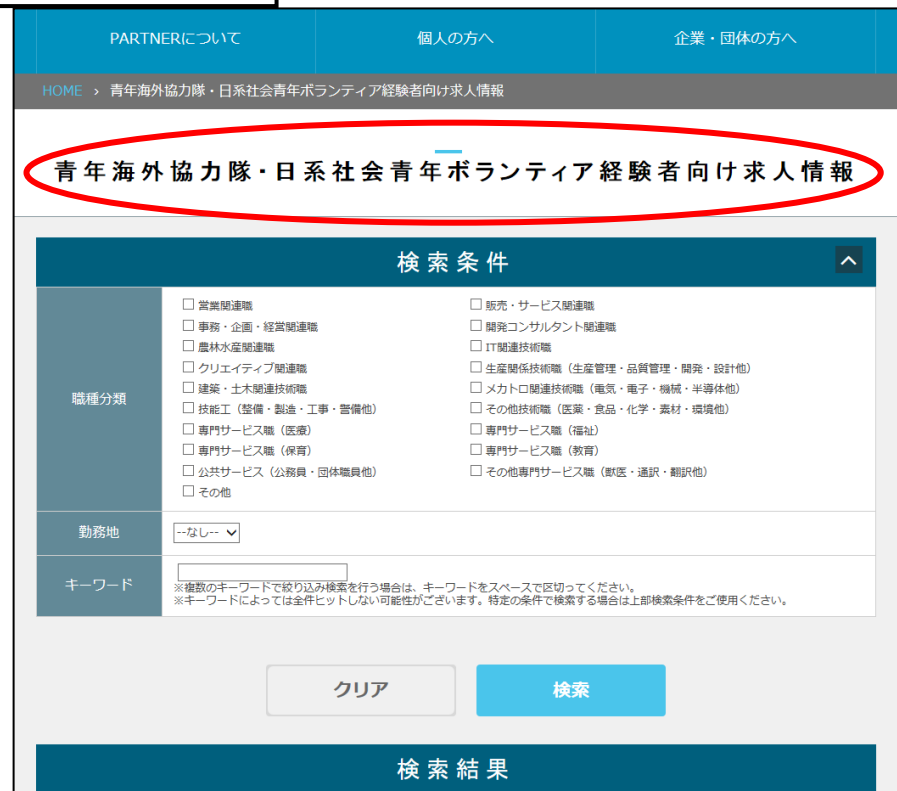 PARTNERについて 個人の方へ 企業・団体の方へ
HOME › 青年海外協力隊・日系社会青年ボランティア経験者向け求人情報
青年海外協力隊・日系社会青年ボランティア経験者向け求人情報
検索条件
職種分類
□ 営業関連職 □ 販売・サービス関連職
□ 事務・企画・経営関連職 □ 開発コンサルタント関連職
□ 農林水産関連職 □ IT関連技術職
□ クリエイティブ関連職 □ 生産関係技術職（生産管理・品質管理・開発・設計他）
□ 建築・土木関連技術職 □ メカトロ関連技術職（電気・電子・機械・半導体他）
□ 技能工（整備・製造・工事・警備他） □ その他技術職（医薬・食品・化学・素材・環境他）
□ 専門サービス職（医療） □ 専門サービス職（福祉）
□ 専門サービス職（保育） □ 専門サービス職（教育）
□ 公共サービス（公務員・団体職員他） □ その他専門サービス職（獣医・通訳・翻訳他）
□ その他
勤務地 --なし--
キーワード
※複数のキーワードで絞り込み検索を行う場合は、キーワードをスペースで区切ってください。
※キーワードによっては全件ヒットしない可能性がございます。特定の条件で検索する場合は上部検索条件をご使用ください。
クリア 検索
検索結果